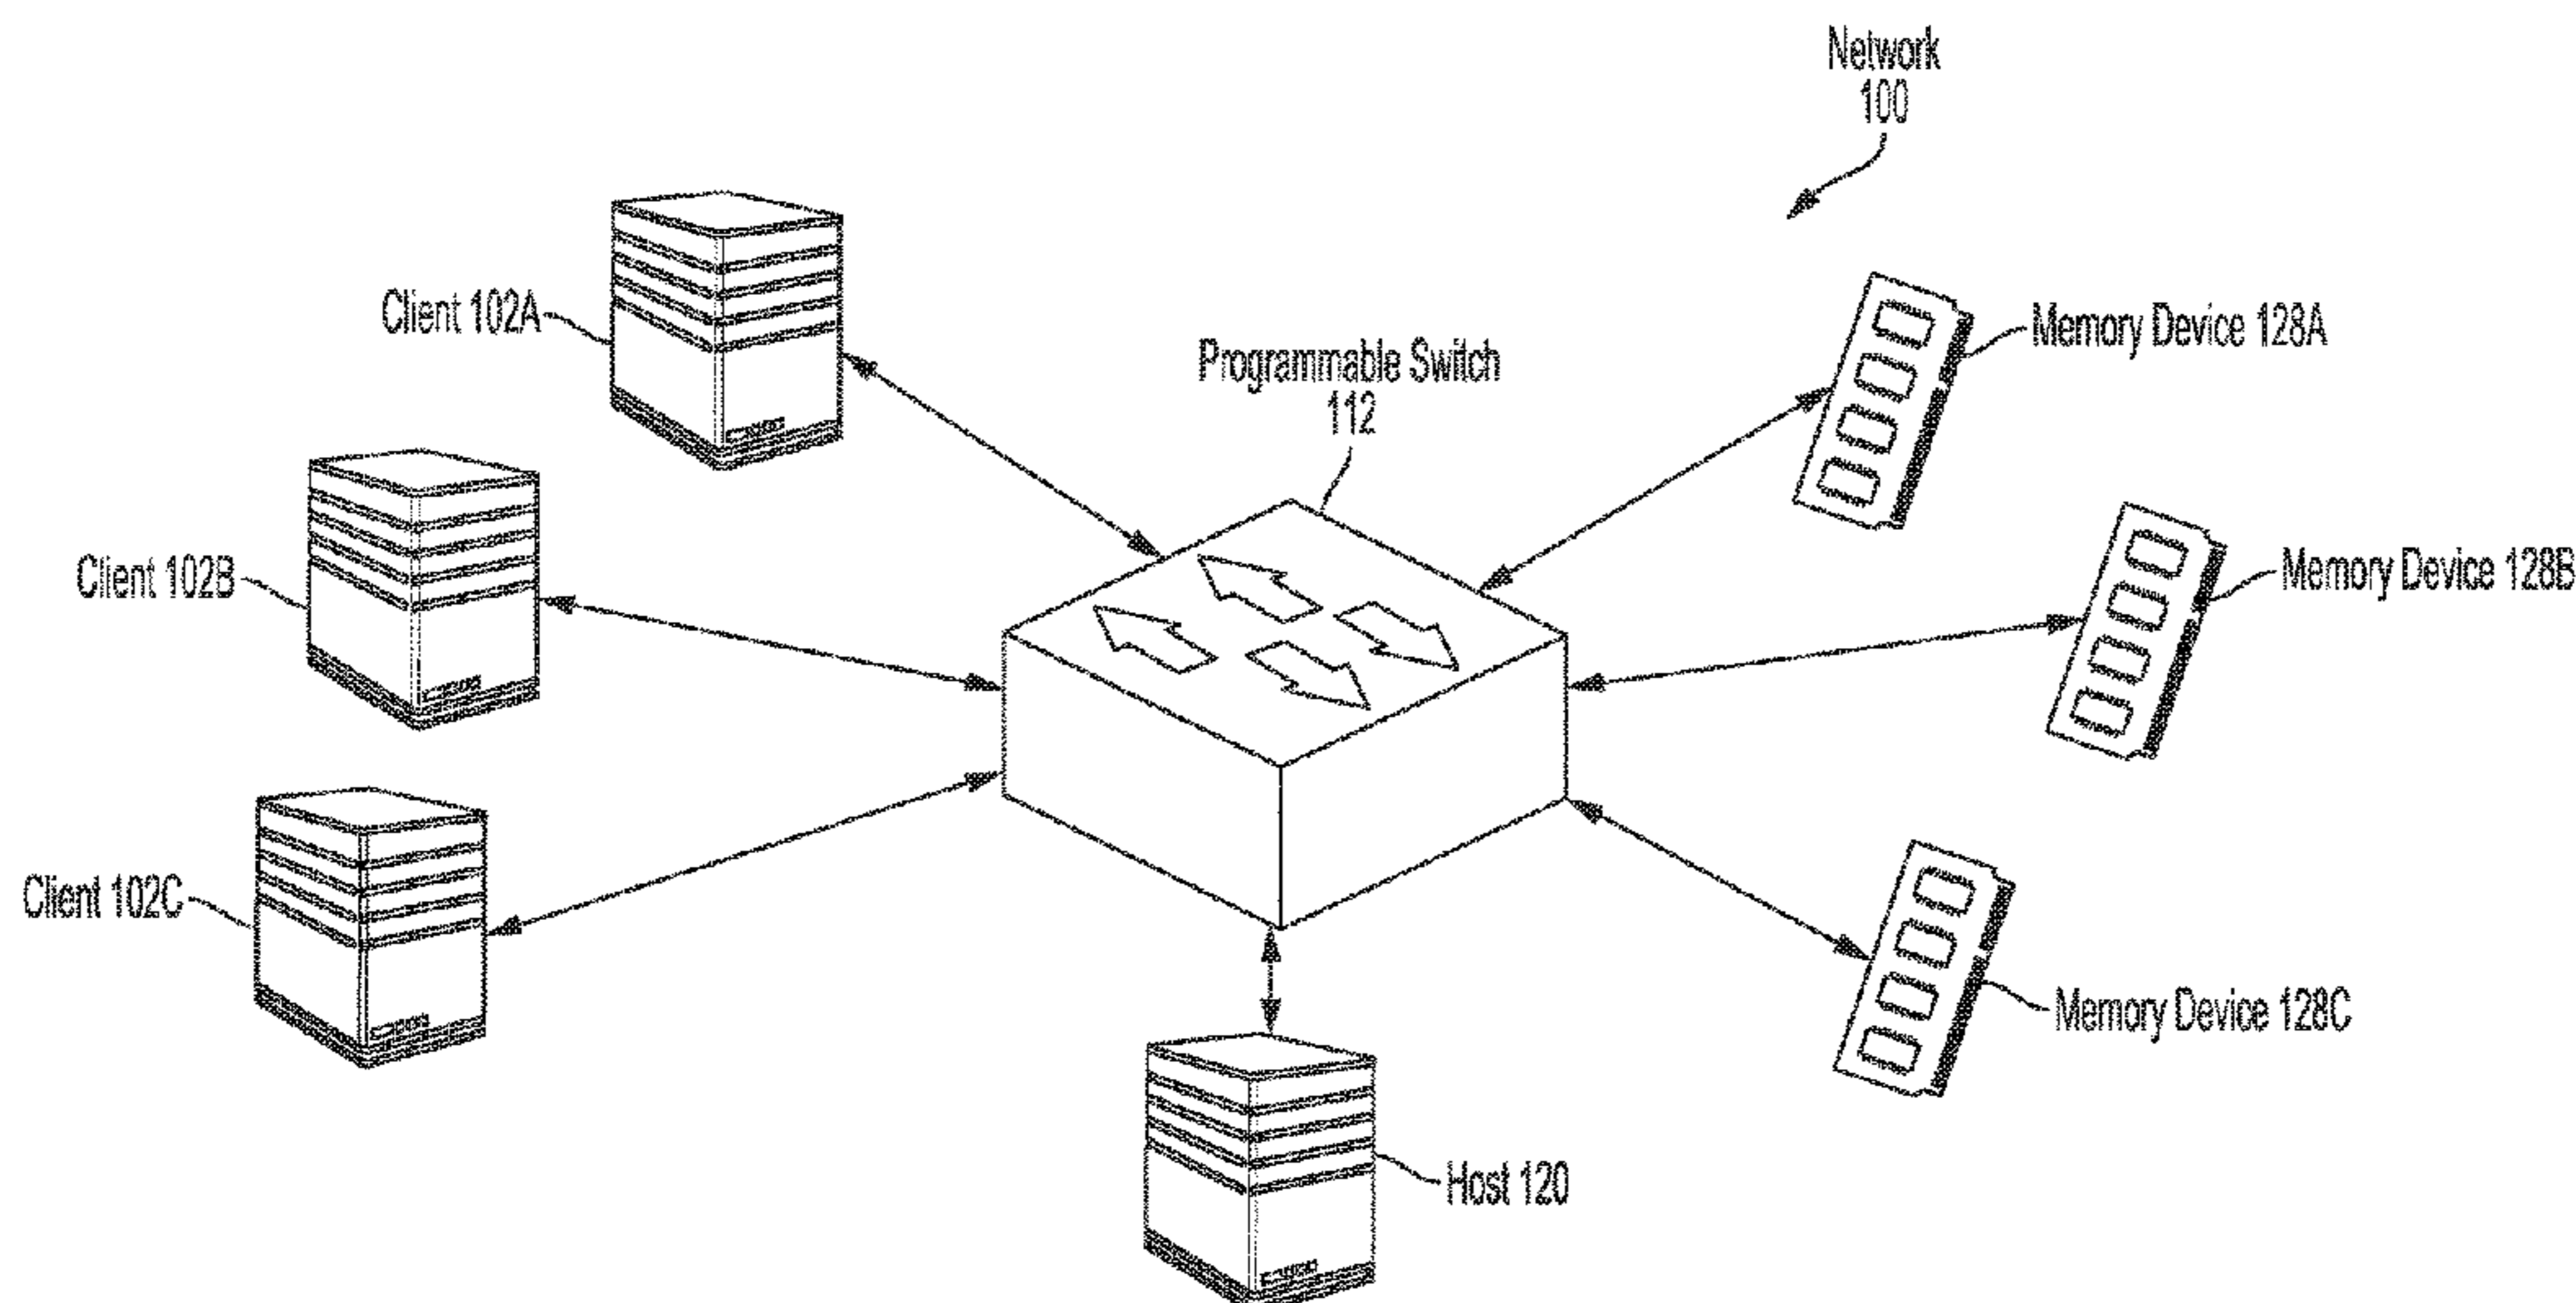 Network
100
Client 102A
Programmable Switch
112
Memory Device 128A
Client 102B
Memory Device 128B
Client 102C
Memory Device 128C
Host 120